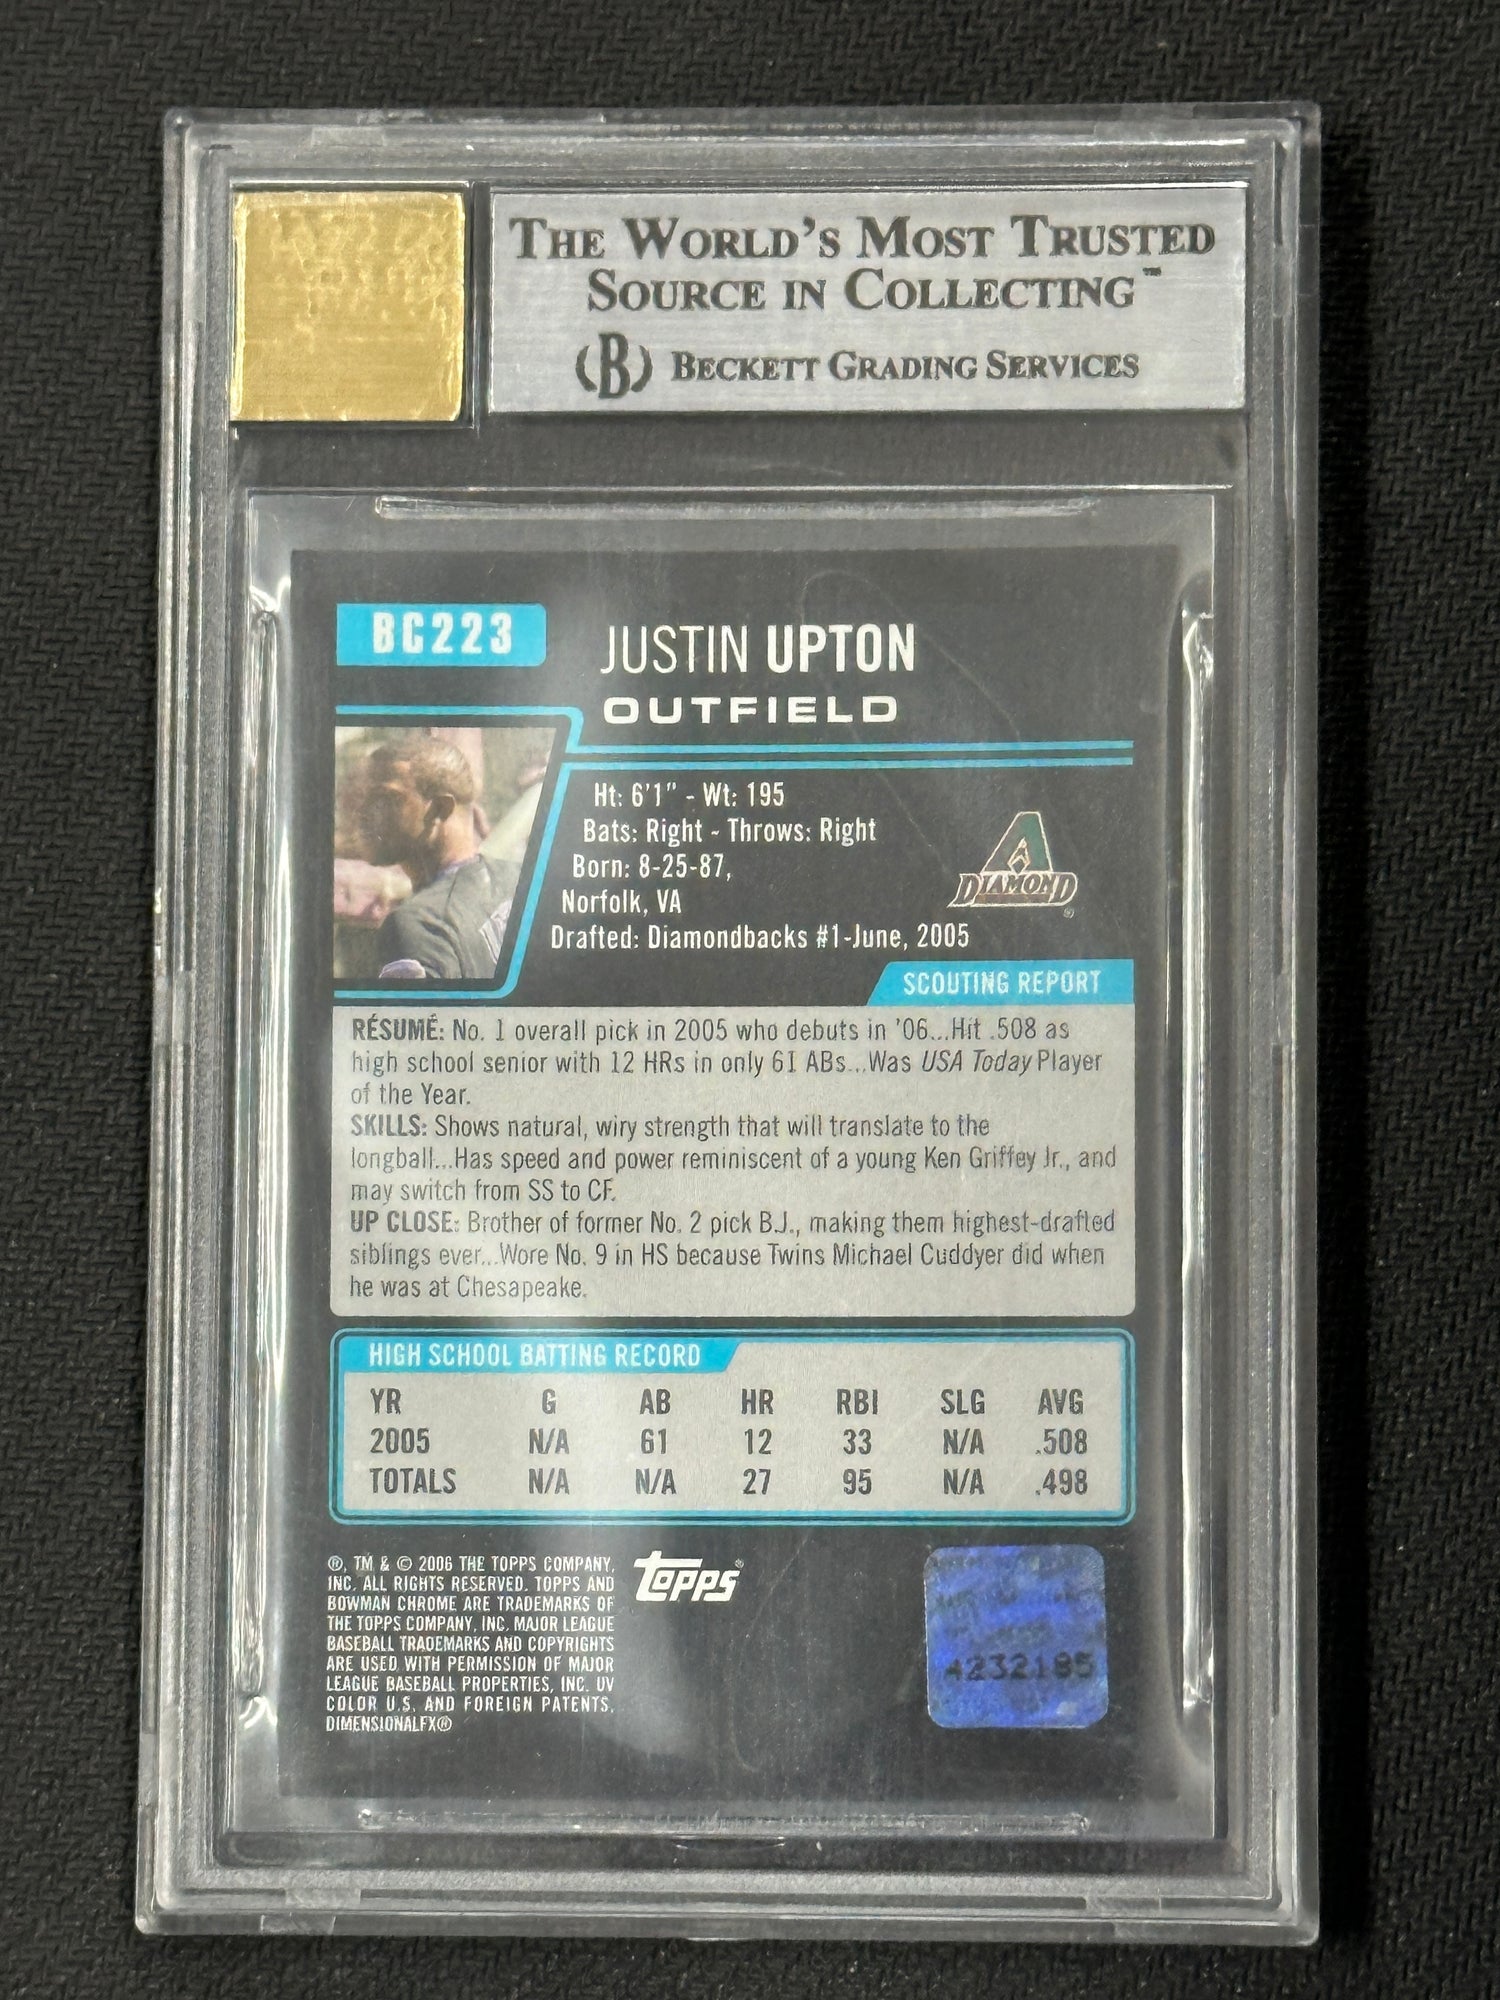 THE WORLD'S MOST TRUSTED
SOURCE IN COLLECTING™
(B) BECKETT GRADING SERVICES
BC223
JUSTIN UPTON
OUTFIELD
Ht: 6'1" - Wt: 195
Bats: Right - Throws: Right
Born: 8-25-87,
Norfolk, VA
Drafted: Diamondbacks #1-June, 2005
DIAMOND
®
SCOUTING REPORT
RÉSUMÉ: No. 1 overall pick in 2005 who debuts in '06...Hit .508 as
high school senior with 12 HRs in only 61 ABs...Was USA Today Player
of the Year.
SKILLS: Shows natural, wiry strength that will translate to the
longball...Has speed and power reminiscent of a young Ken Griffey Jr., and
may switch from SS to CF.
UP CLOSE: Brother of former No. 2 pick B.J., making them highest-drafted
siblings ever...Wore No. 9 in HS because Twins Michael Cuddyer did when
he was at Chesapeake.
HIGH SCHOOL BATTING RECORD
YR G AB HR RBI SLG AVG
2005 N/A 61 12 33 N/A .508
TOTALS N/A N/A 27 95 N/A .498
®, TM & © 2006 THE TOPPS COMPANY,
INC. ALL RIGHTS RESERVED. TOPPS AND
BOWMAN CHROME ARE TRADEMARKS OF
THE TOPPS COMPANY, INC. MAJOR LEAGUE
BASEBALL TRADEMARKS AND COPYRIGHTS
ARE USED WITH PERMISSION OF MAJOR
LEAGUE BASEBALL PROPERTIES, INC. UV
COLOR U.S. AND FOREIGN PATENTS,
DIMENSIONALFX®
Topps®
4232185